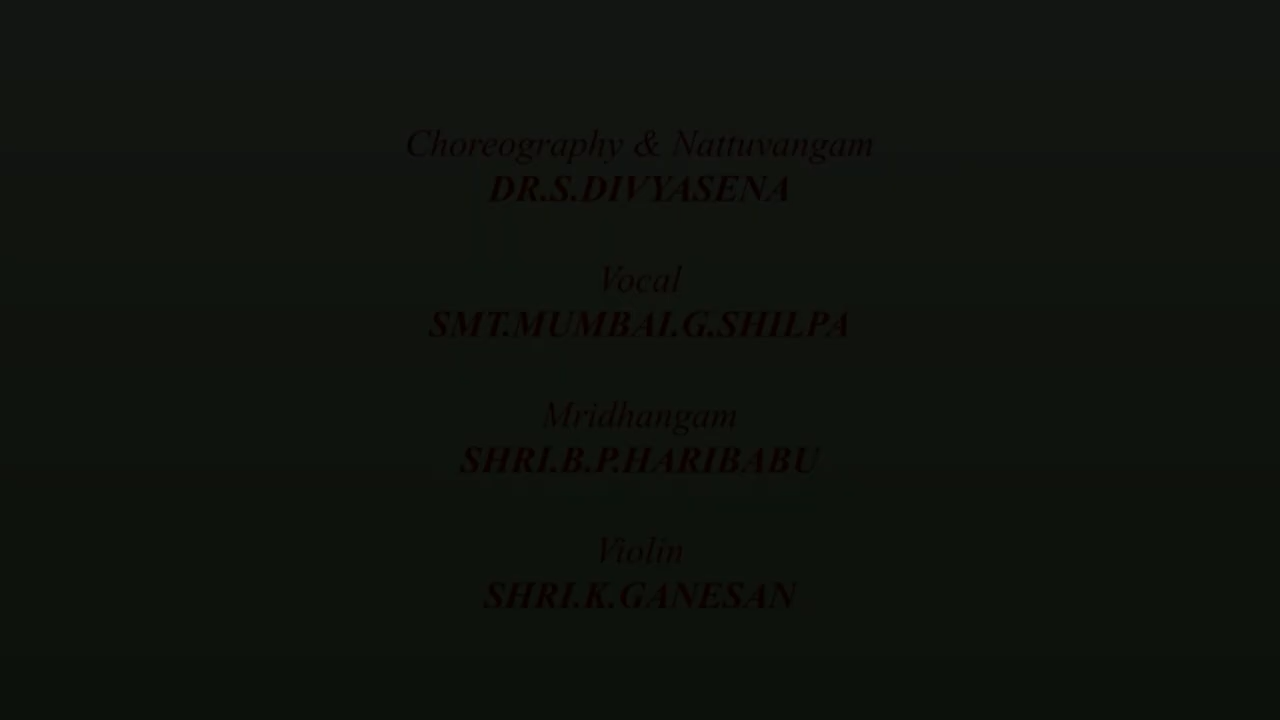 Choreography & Nattuvangam
DR.S.DIVYASENA
Vocal
SMT.MUMBAI.G.SHILPA
Mridhangam
SHRI.B.P.HARIBABU
Violin
SHRI.K.GANESAN